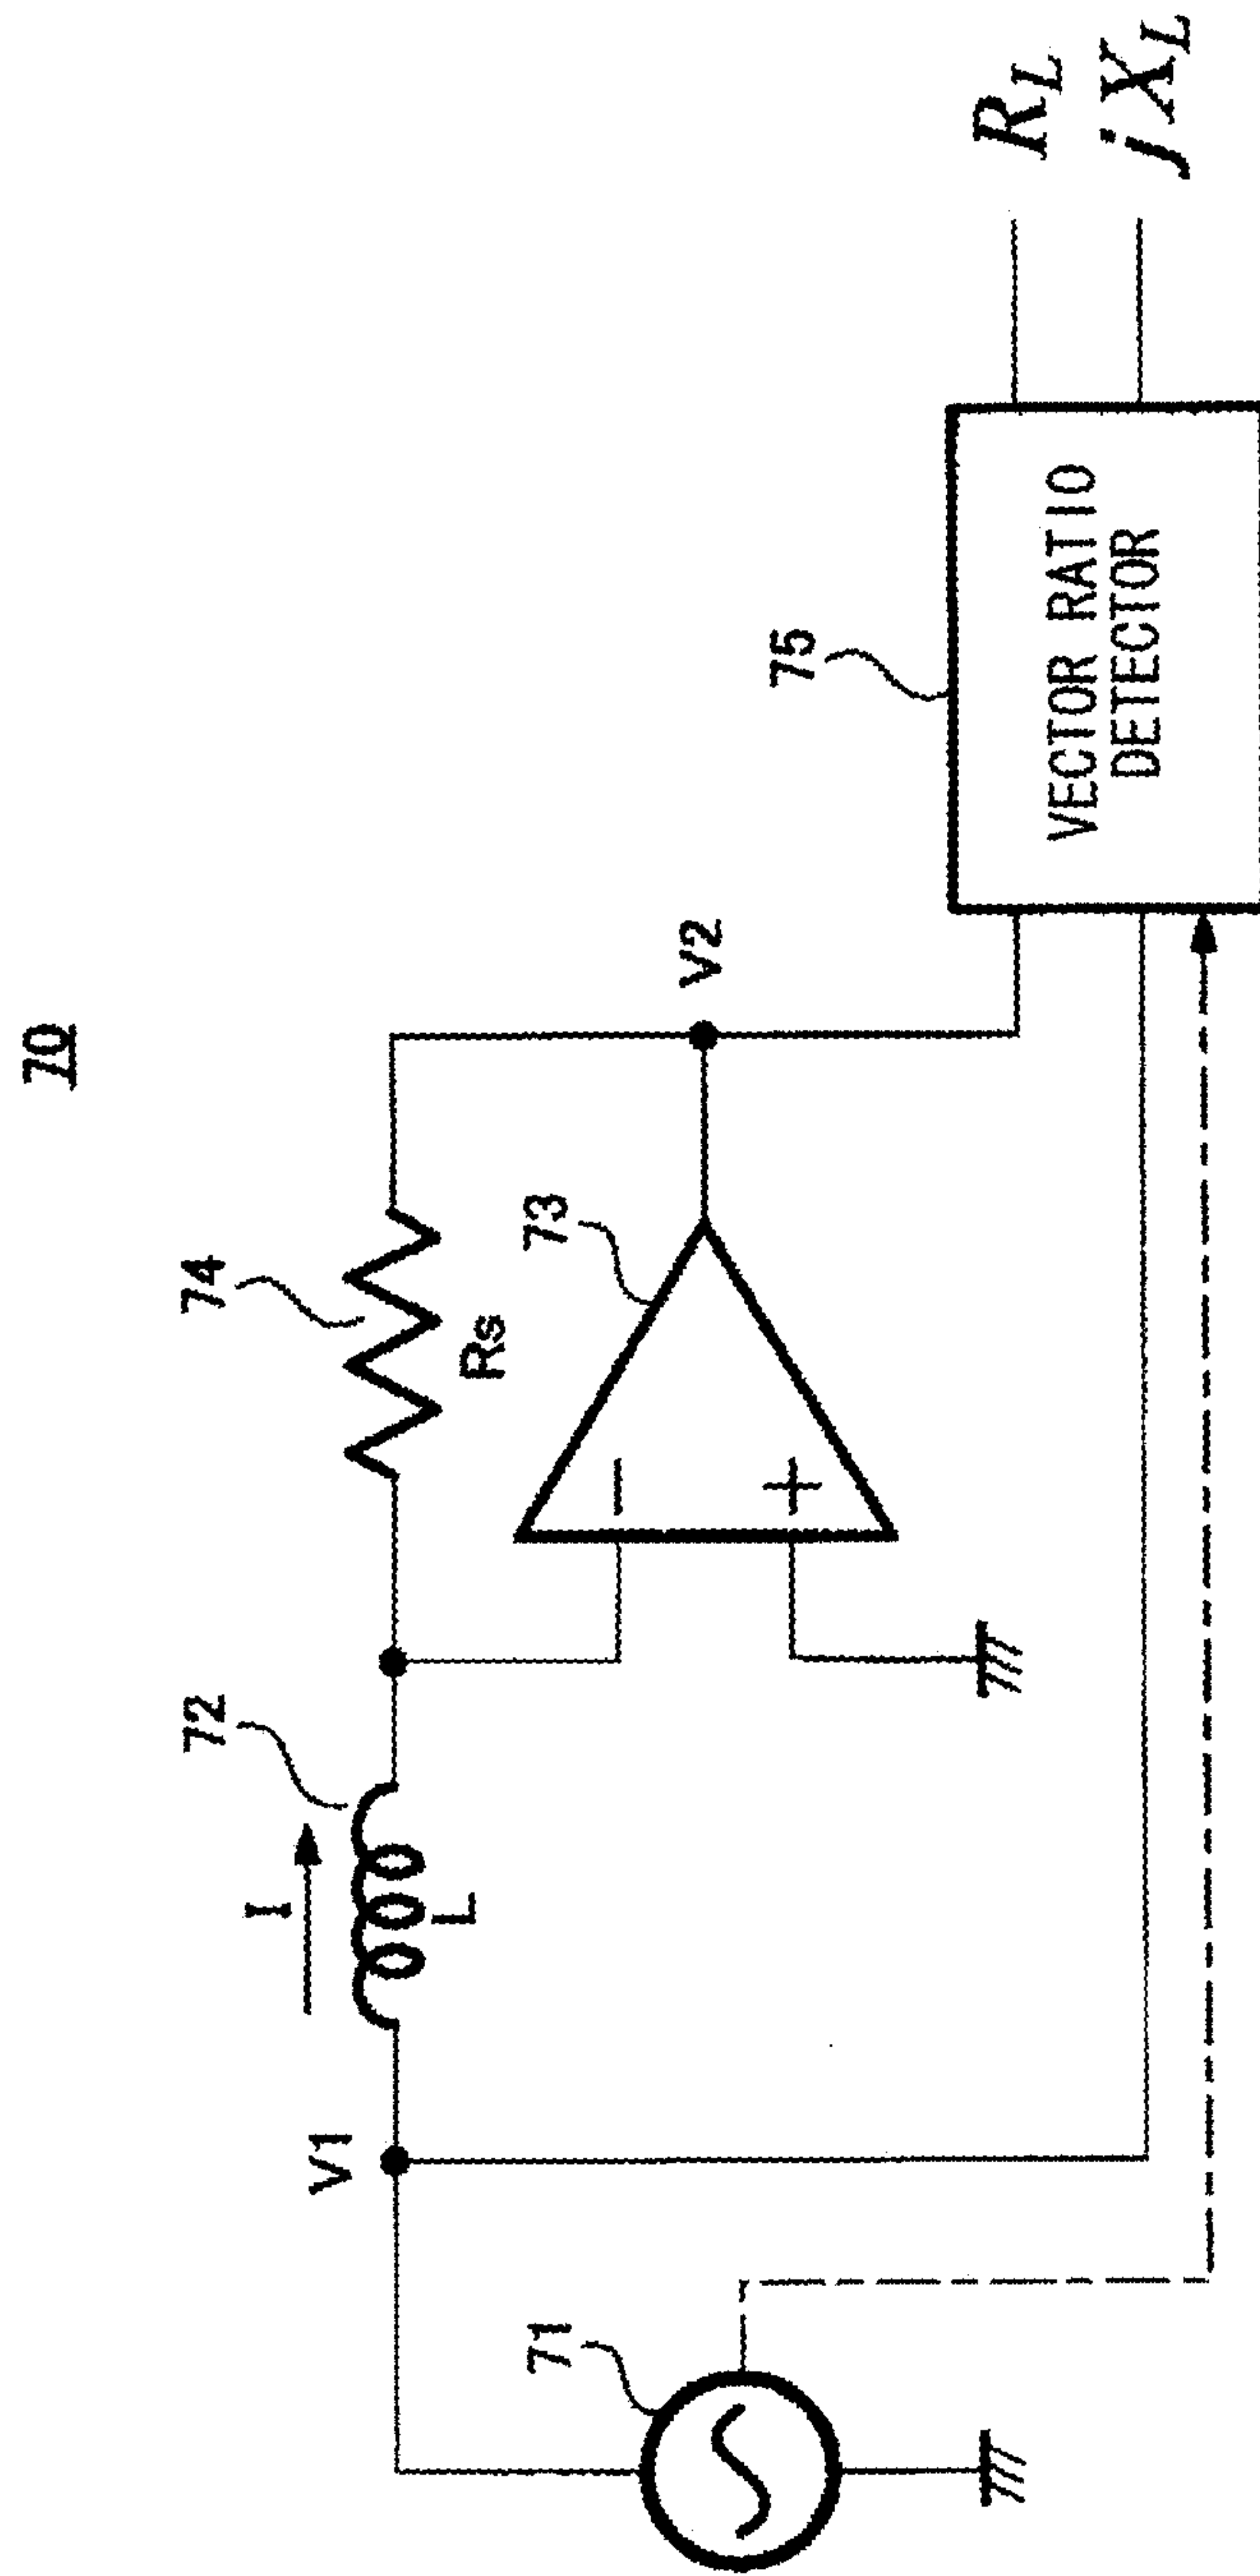 70
74
Rs
73
72
I
L
V1
V2
71
75
VECTOR RATIO
DETECTOR
R_L
jX_L